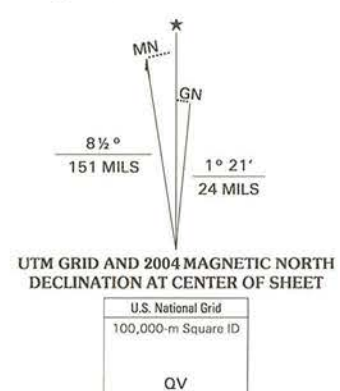 MN
GN
8½°
151 MILS
1° 21′
24 MILS
UTM GRID AND 2004 MAGNETIC NORTH
DECLINATION AT CENTER OF SHEET
U.S. National Grid
100,000-m Square ID
QV